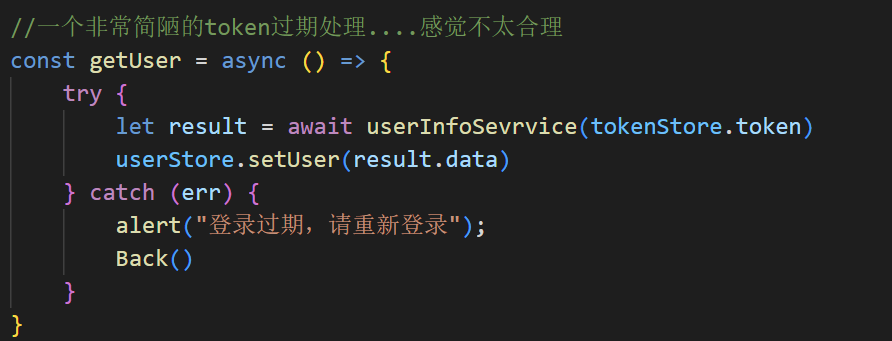 //一个非常简陋的token过期处理....感觉不太合理
const getUser = async () => {
    try {
        let result = await userInfoSevrvice(tokenStore.token)
        userStore.setUser(result.data)
    } catch (err) {
        alert("登录过期，请重新登录");
        Back()
    }
}